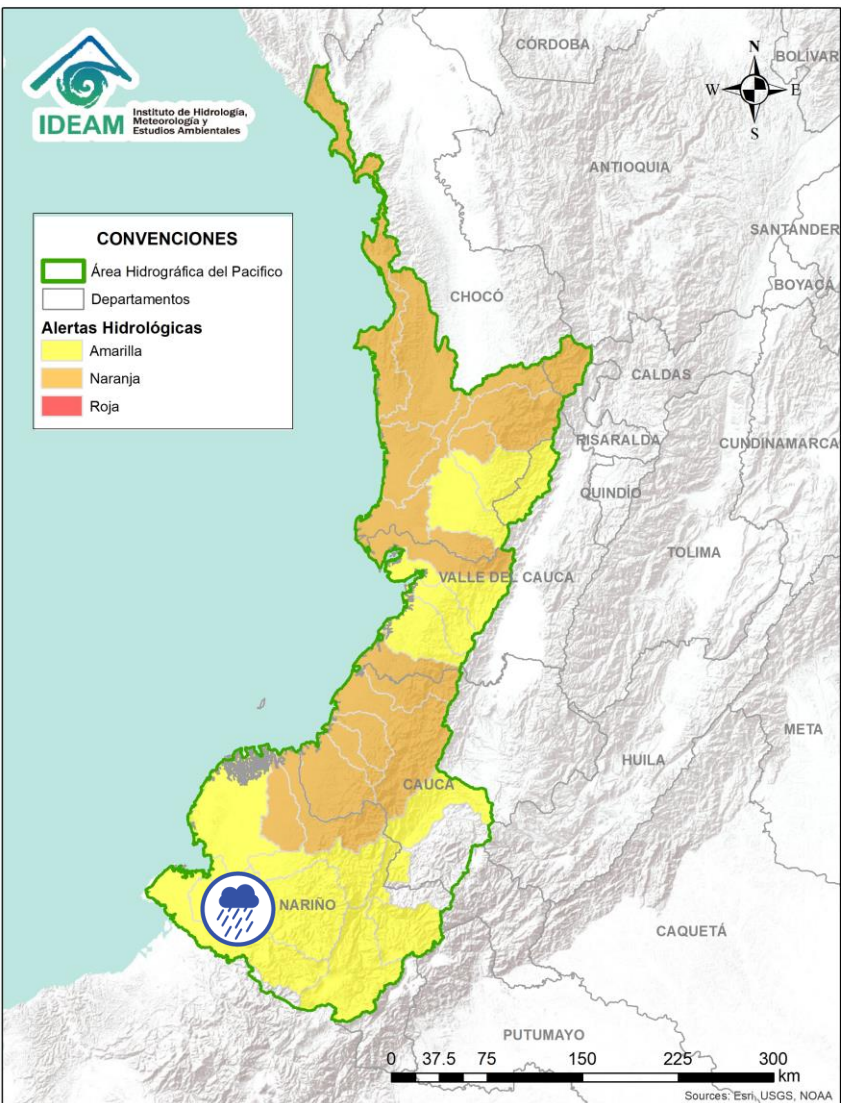 IDEAM
Instituto de Hidrología,
Meteorología y
Estudios Ambientales
CÓRDOBA
N
BOLÍVAR
W
E
S
ANTIOQUIA
CONVENCIONES
Área Hidrográfica del Pacifico
Departamentos
Alertas Hidrológicas
Amarilla
Naranja
Roja
SANTANDER
BOYACÁ
CHOCÓ
CALDAS
RISARALDA
CUNDINAMARCA
QUINDÍO
TOLIMA
VALLE DEL CAUCA
META
HUILA
CAUCA
NARIÑO
CAQUETÁ
PUTUMAYO
0 37.5 75 150 225 300
km
Sources: Esri, USGS, NOAA